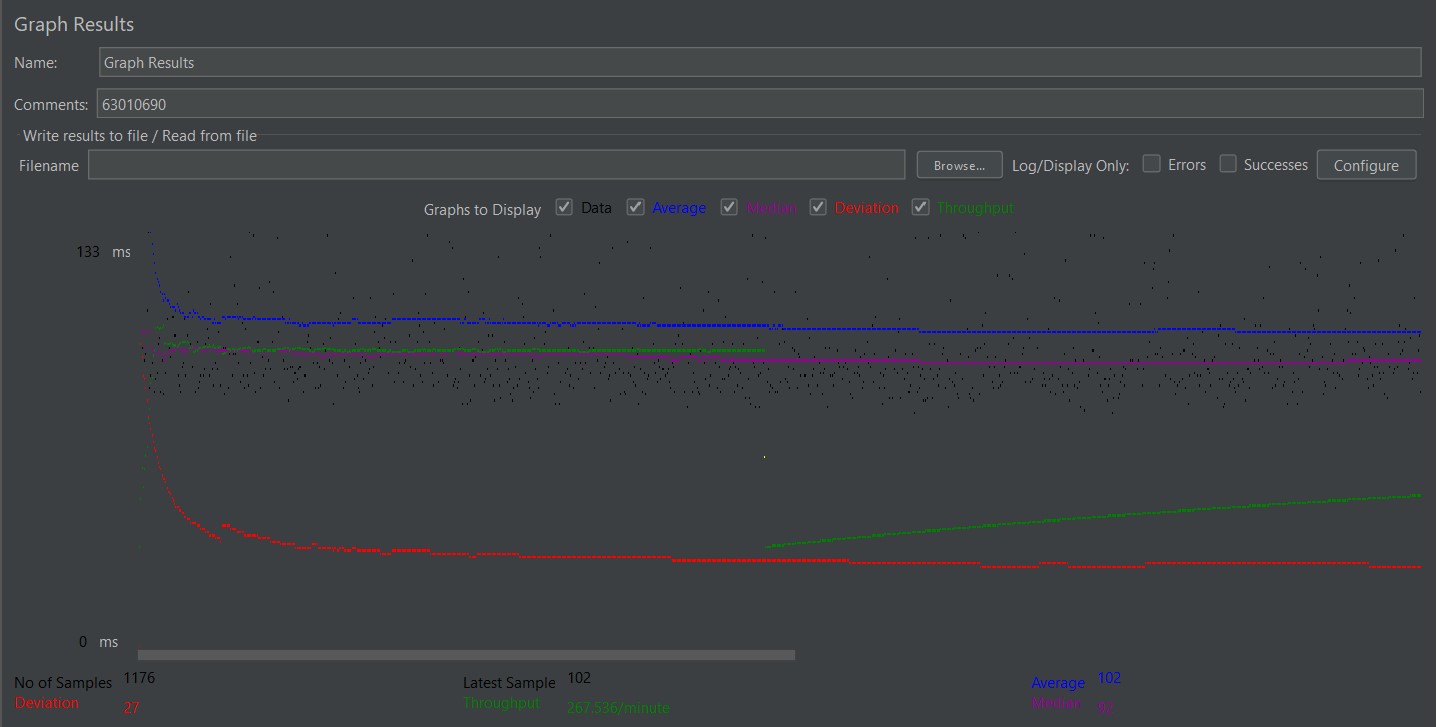 Graph Results
Name: Graph Results
Comments: 63010690
Write results to file / Read from file
Filename Browse... Log/Display Only: Errors Successes Configure
Graphs to Display Data Average Median Deviation Throughput
133 ms
0 ms
No of Samples 1176 Latest Sample 102 Average 102
Deviation 27 Throughput 267,536/minute Median